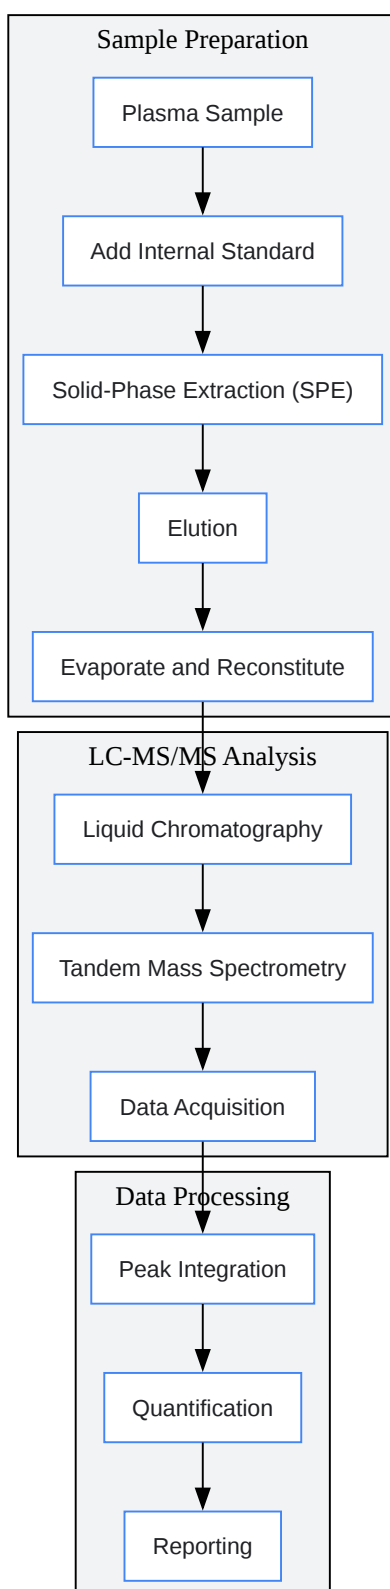 Sample Preparation
Plasma Sample
Add Internal Standard
Solid-Phase Extraction (SPE)
Elution
Evaporate and Reconstitute
LC-MS/MS Analysis
Liquid Chromatography
Tandem Mass Spectrometry
Data Acquisition
Data Processing
Peak Integration
Quantification
Reporting